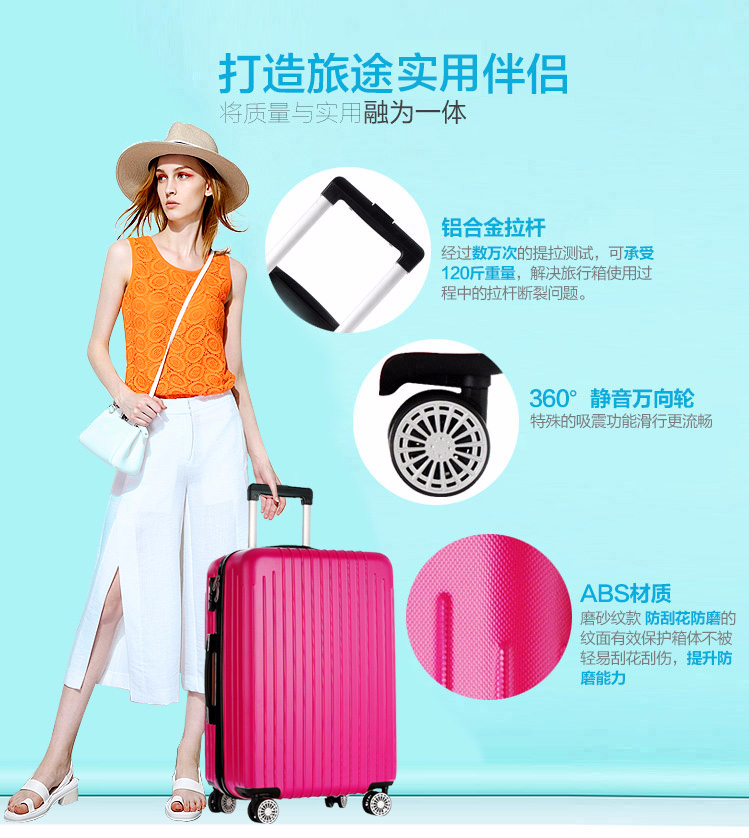 打造旅途实用伴侣
将质量与实用融为一体
铝合金拉杆
经过数万次的提拉测试，可承受
120斤重量，解决旅行箱使用过
程中的拉杆断裂问题。
360° 静音万向轮
特殊的吸震功能滑行更流畅
ABS材质
磨砂纹款 防刮花防磨的
纹面有效保护箱体不被
轻易刮花刮伤，提升防
磨能力